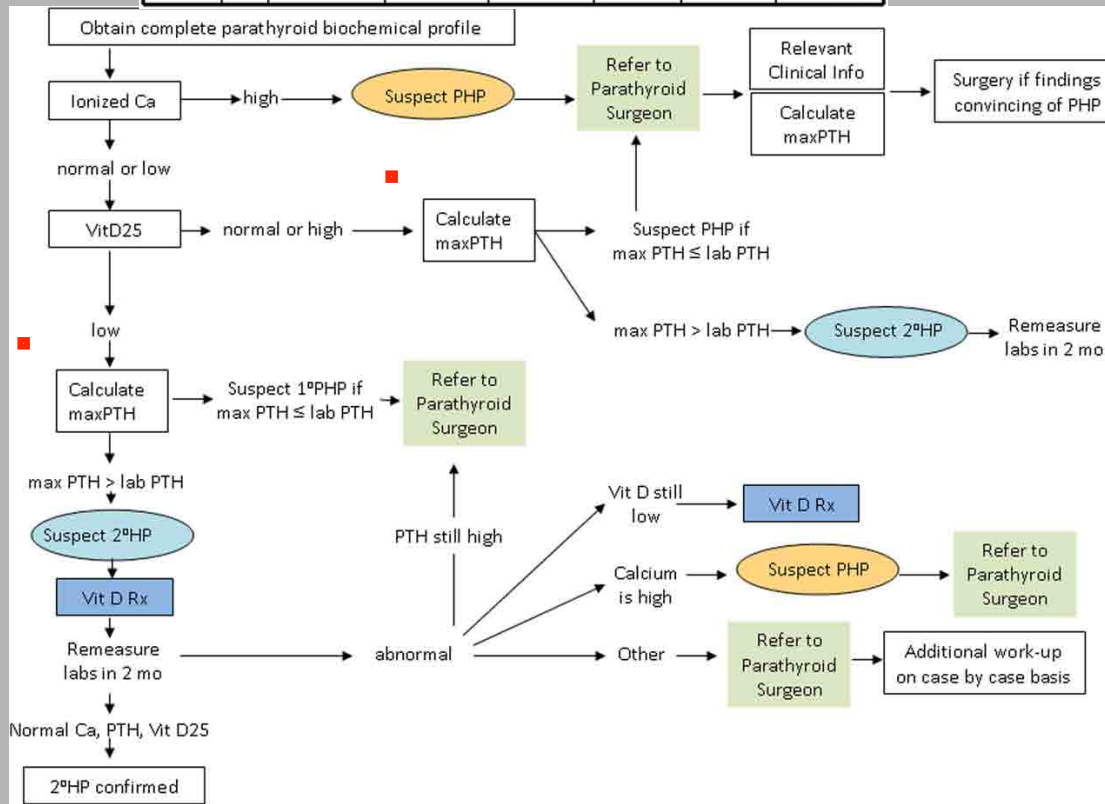 Obtain complete parathyroid biochemical profile
Ionized Ca
high
Suspect PHP
Refer to
Parathyroid
Surgeon
Relevant
Clinical Info
Calculate
maxPTH
Surgery if findings
convincing of PHP
normal or low
VitD25
normal or high
Calculate
maxPTH
Suspect PHP if
max PTH ≤ lab PTH
max PTH > lab PTH
Suspect 2ºHP
Remeasure
labs in 2 mo
low
Calculate
maxPTH
Suspect 1ºPHP if
max PTH ≤ lab PTH
Refer to
Parathyroid
Surgeon
max PTH > lab PTH
Suspect 2ºHP
Vit D Rx
Remeasure
labs in 2 mo
abnormal
PTH still high
Vit D still
low
Vit D Rx
Calcium
is high
Suspect PHP
Refer to
Parathyroid
Surgeon
Other
Refer to
Parathyroid
Surgeon
Additional work-up
on case by case basis
Normal Ca, PTH, Vit D25
2ºHP confirmed